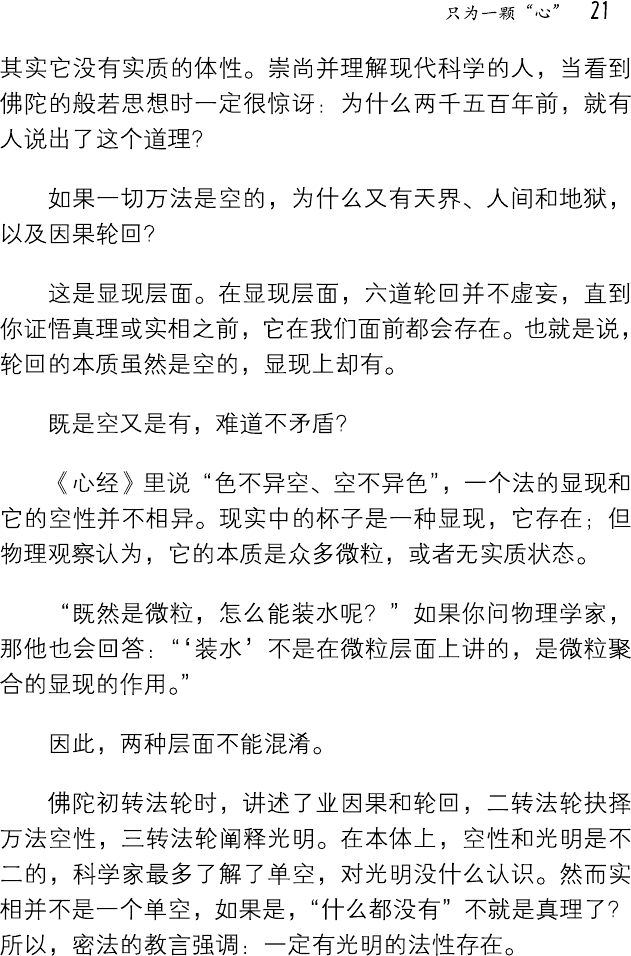 只为一颗“心” 21
其实它没有实质的体性。崇尚并理解现代科学的人，当看到
佛陀的般若思想时一定很惊讶：为什么两千五百年前，就有
人说出了这个道理？
如果一切万法是空的，为什么又有天界、人间和地狱，
以及因果轮回？
这是显现层面。在显现层面，六道轮回并不虚妄，直到
你证悟真理或实相之前，它在我们面前都会存在。也就是说，
轮回的本质虽然是空的，显现上却有。
既是空又是有，难道不矛盾？
《心经》里说“色不异空、空不异色”，一个法的显现和
它的空性并不相异。现实中的杯子是一种显现，它存在；但
物理观察认为，它的本质是众多微粒，或者无实质状态。
“既然是微粒，怎么能装水呢？”如果你问物理学家，
那他也会回答：“‘装水’不是在微粒层面上讲的，是微粒聚
合的显现的作用。”
因此，两种层面不能混淆。
佛陀初转法轮时，讲述了业因果和轮回，二转法轮抉择
万法空性，三转法轮阐释光明。在本体上，空性和光明是不
二的，科学家最多了解了单空，对光明没什么认识。然而实
相并不是一个单空，如果是，“什么都没有”不就是真理了？
所以，密法的教言强调：一定有光明的法性存在。